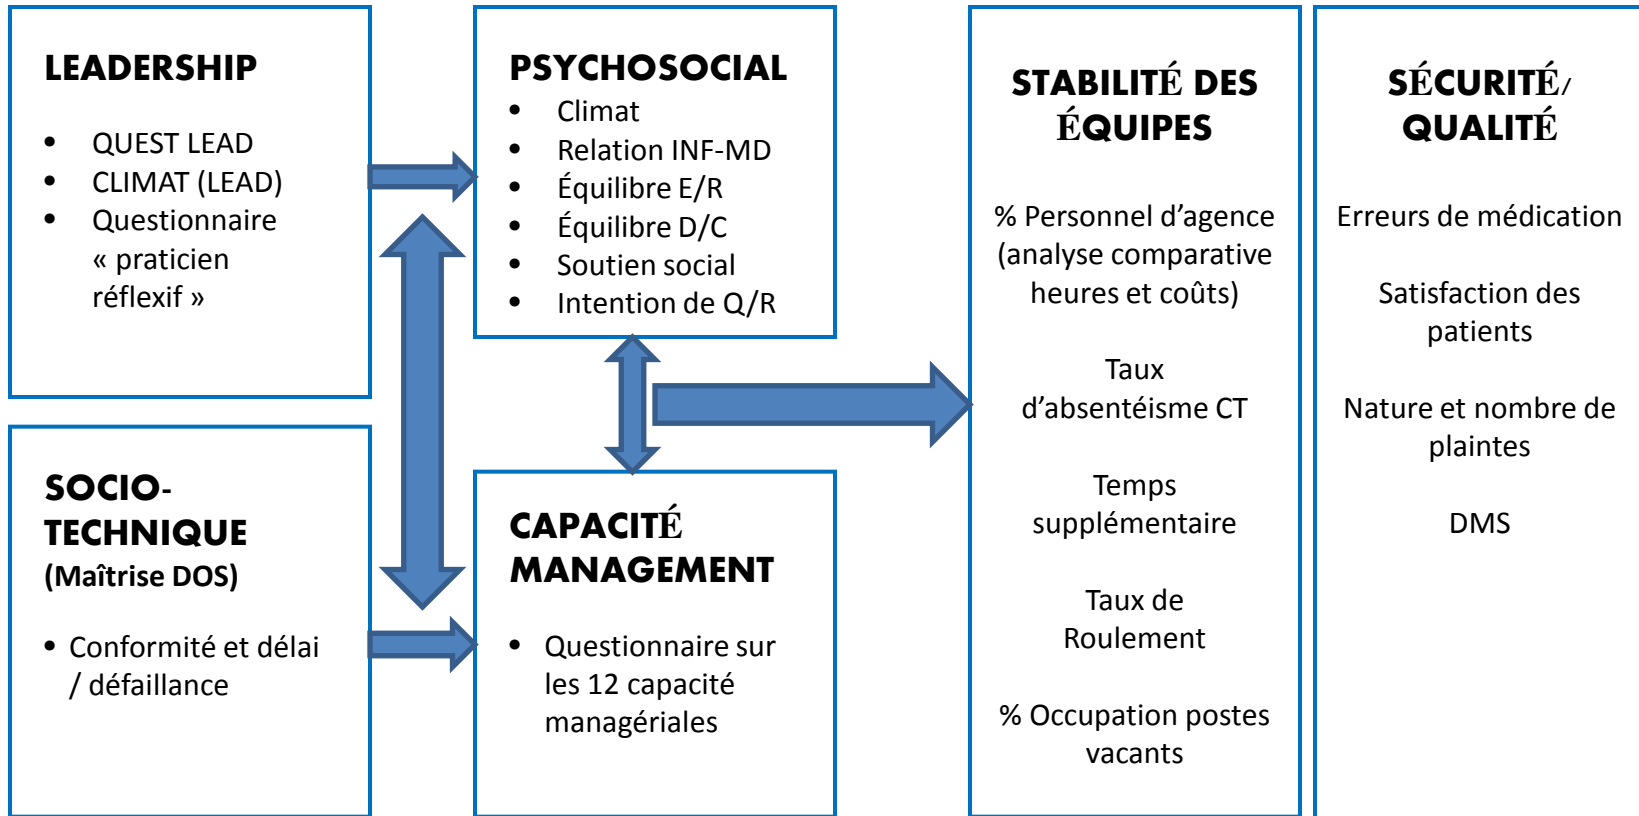 LEADERSHIP
• QUEST LEAD
• CLIMAT (LEAD)
• Questionnaire
« praticien
réflexif »
PSYCHOSOCIAL
• Climat
• Relation INF-MD
• Équilibre E/R
• Équilibre D/C
• Soutien social
• Intention de Q/R
SOCIO-
TECHNIQUE
(Maîtrise DOS)
• Conformité et délai
/ défaillance
CAPACITÉ
MANAGEMENT
• Questionnaire sur
les 12 capacité
managériales
STABILITÉ DES
ÉQUIPES
% Personnel d’agence
(analyse comparative
heures et coûts)
Taux
d’absentéisme CT
Temps
supplémentaire
Taux de
Roulement
% Occupation postes
vacants
SÉCURITÉ/
QUALITÉ
Erreurs de médication
Satisfaction des
patients
Nature et nombre de
plaintes
DMS